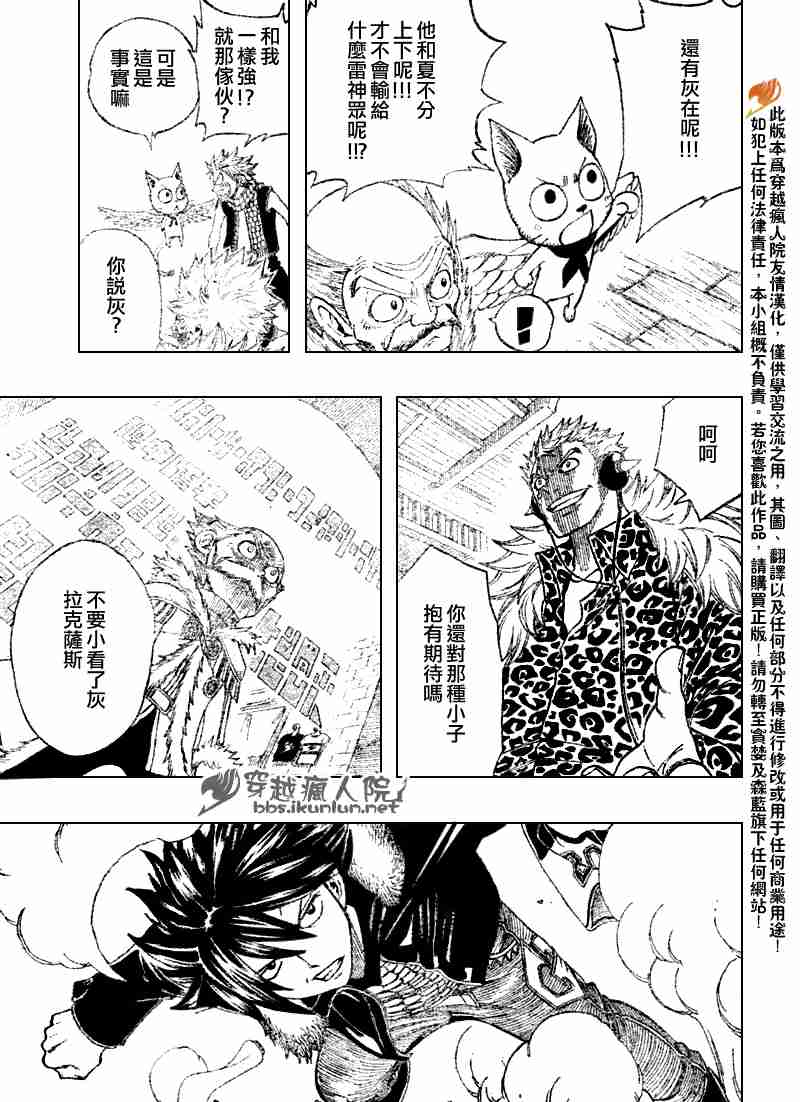 還有灰在呢!!!
他和夏不分
上下呢!!!
才不會輸給
什麼雷神眾呢!!?
!
和我
一樣強!?
就那傢伙?
可是
這是
事實嘛
你説灰?
呵呵
你還對那種小子
抱有期待嗎
不要小看了灰
拉克薩斯
穿越瘋人院
bbs.ikunlun.net
此版本爲穿越瘋人院友情漢化，僅供學習交流之用，其圖、翻譯以及任何部分不得進行修改或用于任何商業用途！
如犯上任何法律責任，本小組概不負責。若您喜歡此作品，請購買正版！請勿轉至貪婪及森藍旗下任何網站！